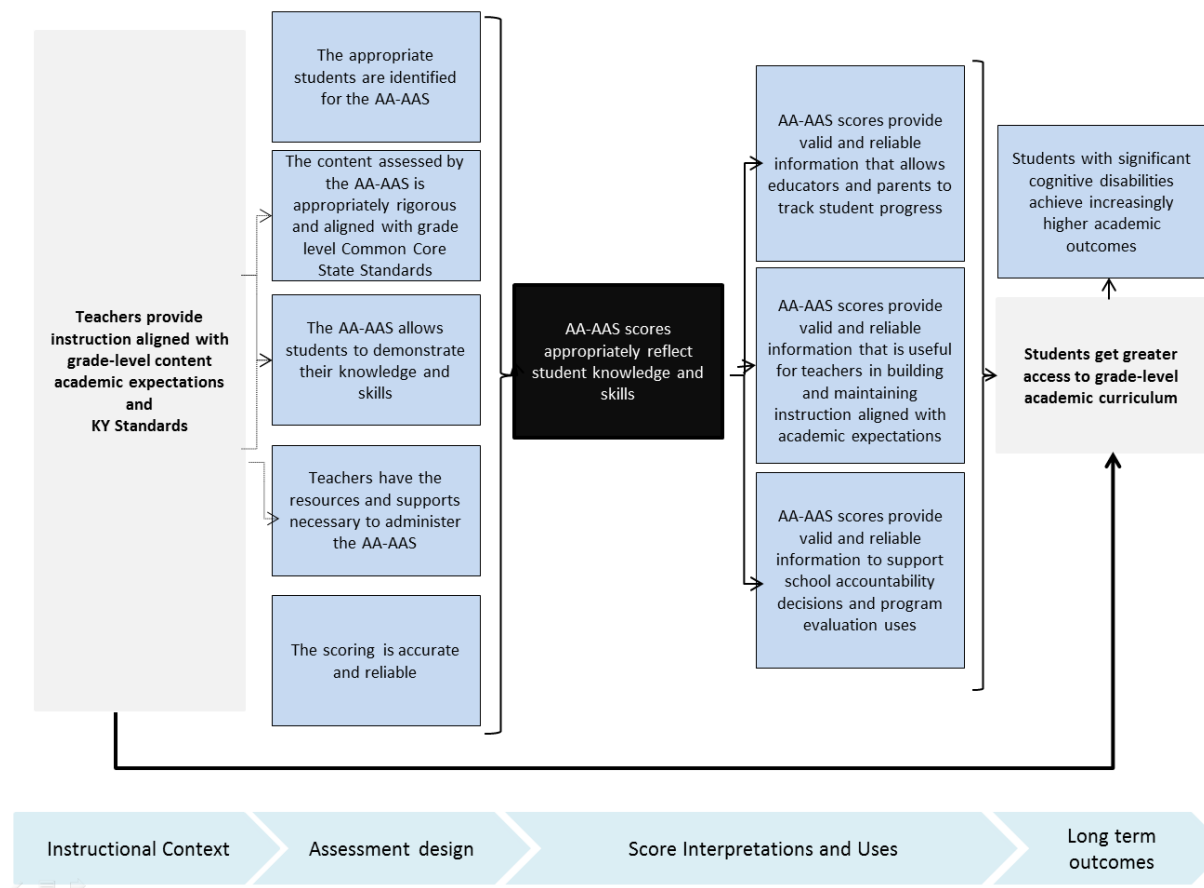 Teachers provide
instruction aligned with
grade-level content
academic expectations
and
KY Standards
The appropriate
students are identified
for the AA-AAS
The content assessed by
the AA-AAS is
appropriately rigorous
and aligned with grade
level Common Core
State Standards
The AA-AAS allows
students to demonstrate
their knowledge and
skills
Teachers have the
resources and supports
necessary to administer
the AA-AAS
The scoring is accurate
and reliable
AA-AAS scores
appropriately reflect
student knowledge and
skills
AA-AAS scores provide
valid and reliable
information that allows
educators and parents to
track student progress
AA-AAS scores provide
valid and reliable
information that is useful
for teachers in building
and maintaining
instruction aligned with
academic expectations
AA-AAS scores provide
valid and reliable
information to support
school accountability
decisions and program
evaluation uses
Students with significant
cognitive disabilities
achieve increasingly
higher academic
outcomes
Students get greater
access to grade-level
academic curriculum
Instructional Context
Assessment design
Score Interpretations and Uses
Long term
outcomes